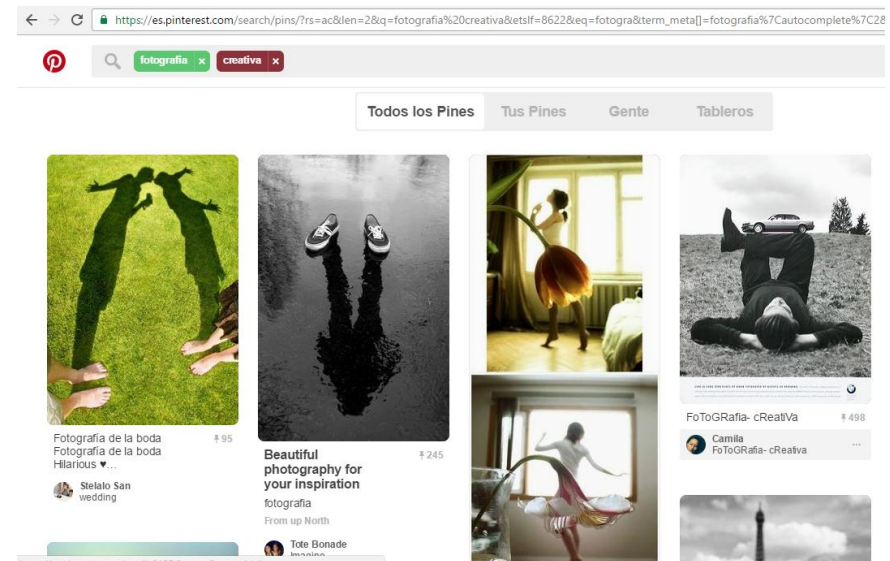 https://es.pinterest.com/search/pins/?rs=ac&len=2&q=fotografia%20creativa&etslf=8622&eq=fotogra&term_meta[]=fotografia%7Cautocomplete%7C2&
fotografia x creativa x
Todos los Pines Tus Pines Gente Tableros
Fotografía de la boda 95
Fotografía de la boda
Hilarious ♥...
Stelalo San
wedding
Beautiful 245
photography for
your inspiration
fotografia
From up North
Tote Bonade
Imagine
FoToGRafia- cReatiVa 498
Camila
FoToGRafia- cReativa
...